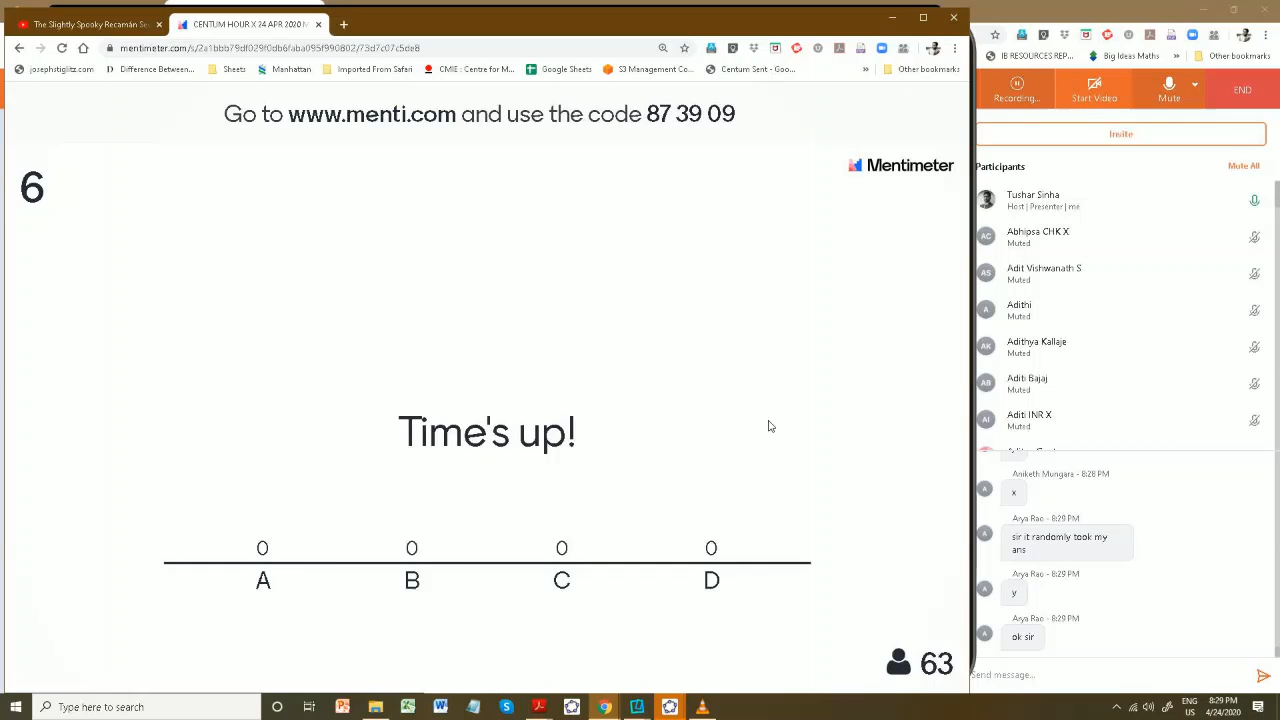 The Slightly Spooky Recamán Se
CENTUM HOUR X 24 APR 2020 M
josephstiglitz.com
Difference Between...
Sheets
Manhattan
Imported From Safari
CMIE : Centre for M...
Google Sheets
S3 Management Co...
Centum Sent - Goo...
Other bookmarks
IB RESOURCES REP...
Big Ideas Maths
Other bookmarks
Recording...
Start Video
Mute
END
Go to www.menti.com and use the code 87 39 09
Invite
Mentimeter
Participants
Mute All
6
Tushar Sinha
Host | Presenter | me
AC
Abhipsa CHK X
Muted
AS
Adit Vishwanath S
Muted
A
Adithi
Muted
AK
Adithya Kallaje
Muted
AB
Aditi Bajaj
Muted
AI
Aditi INR X
Muted
Time's up!
Aniketh Mungara - 8:28 PM
A
x
Arya Rao - 8:29 PM
A
sir it randomly took my
ans
Arya Rao - 8:29 PM
A
y
Arya Rao - 8:29 PM
A
ok sir
0 0 0 0
A B C D
63
Send message...
Type here to search
ENG
US
8:29 PM
4/24/2020